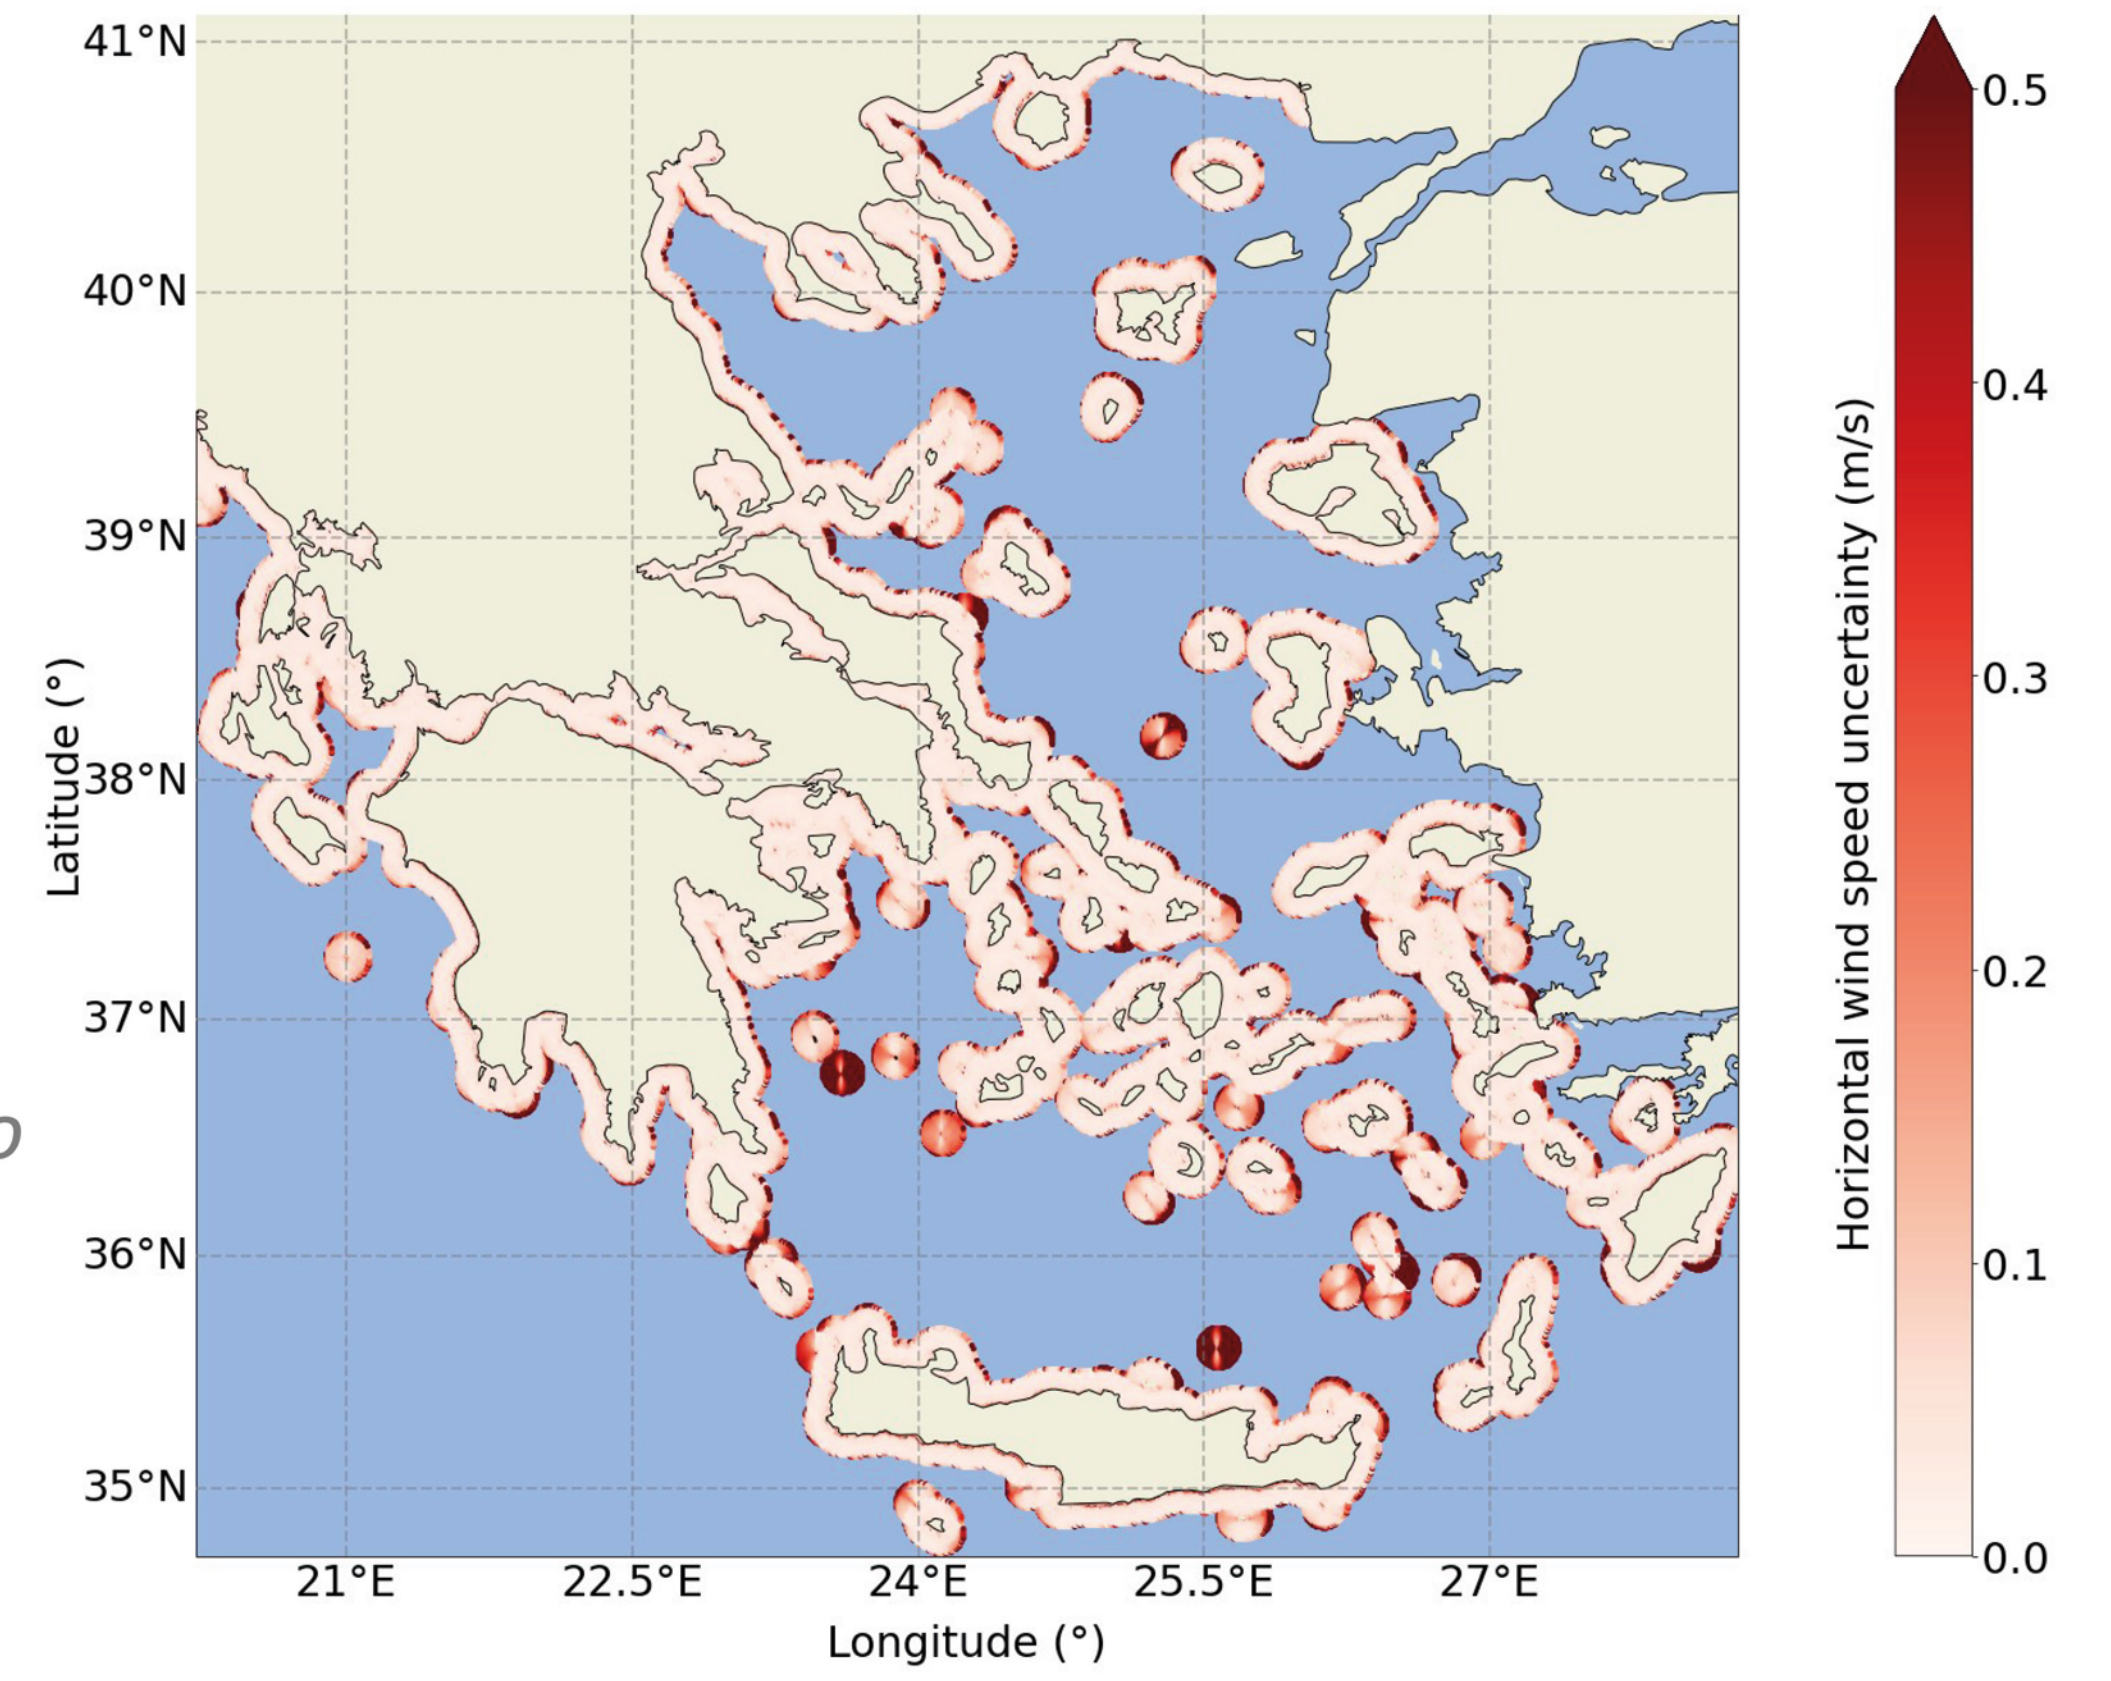 41°N
40°N
39°N
38°N
37°N
36°N
35°N
Latitude (°)
21°E 22.5°E 24°E 25.5°E 27°E
Longitude (°)
0.5
0.4
0.3
0.2
0.1
0.0
Horizontal wind speed uncertainty (m/s)